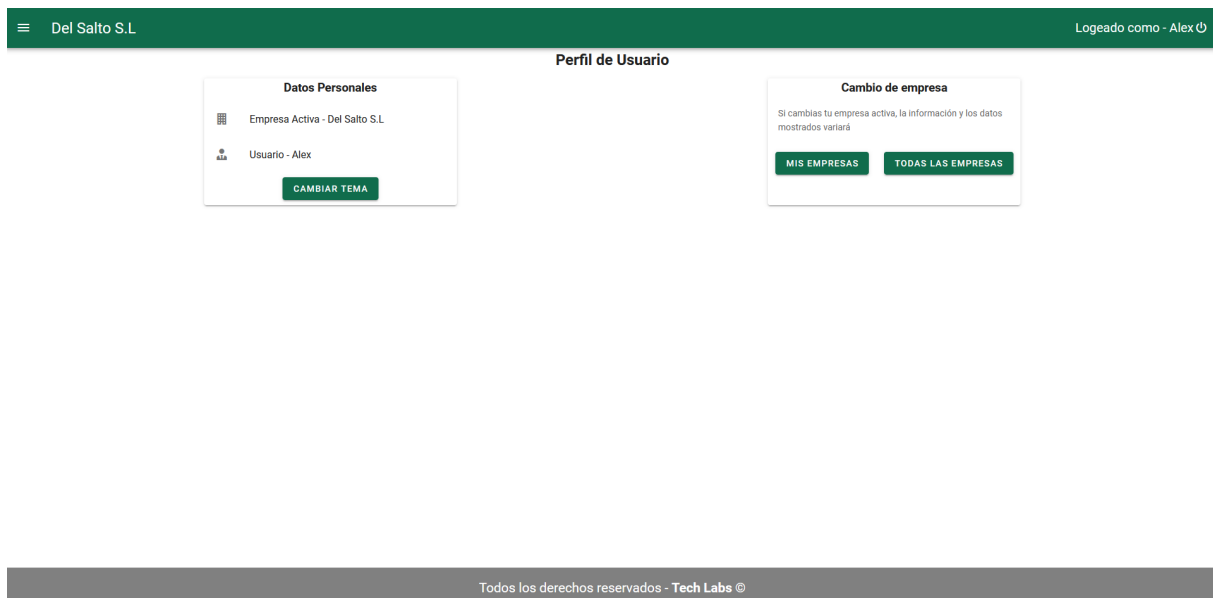 Del Salto S.L
Logeado como - Alex
Perfil de Usuario
Datos Personales
Empresa Activa - Del Salto S.L
Usuario - Alex
CAMBIAR TEMA
Cambio de empresa
Si cambias tu empresa activa, la información y los datos
mostrados variará
MIS EMPRESAS
TODAS LAS EMPRESAS
Todos los derechos reservados - Tech Labs ©